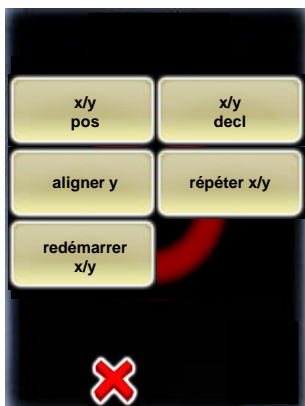 x/y
pos
x/y
decl
aligner y
répéter x/y
redémarrer
x/y